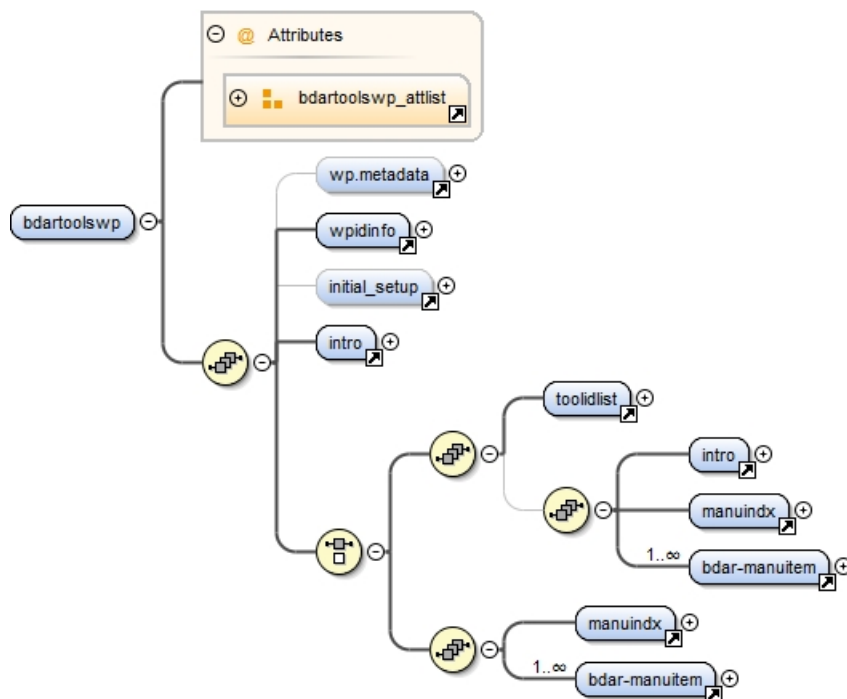 @ Attributes
bdartoolswp_attlist
wp.metadata
bdartoolswp
wpidinfo
initial_setup
intro
toolidlist
intro
manuindx
1..∞
bdar-manuitem
manuindx
1..∞
bdar-manuitem